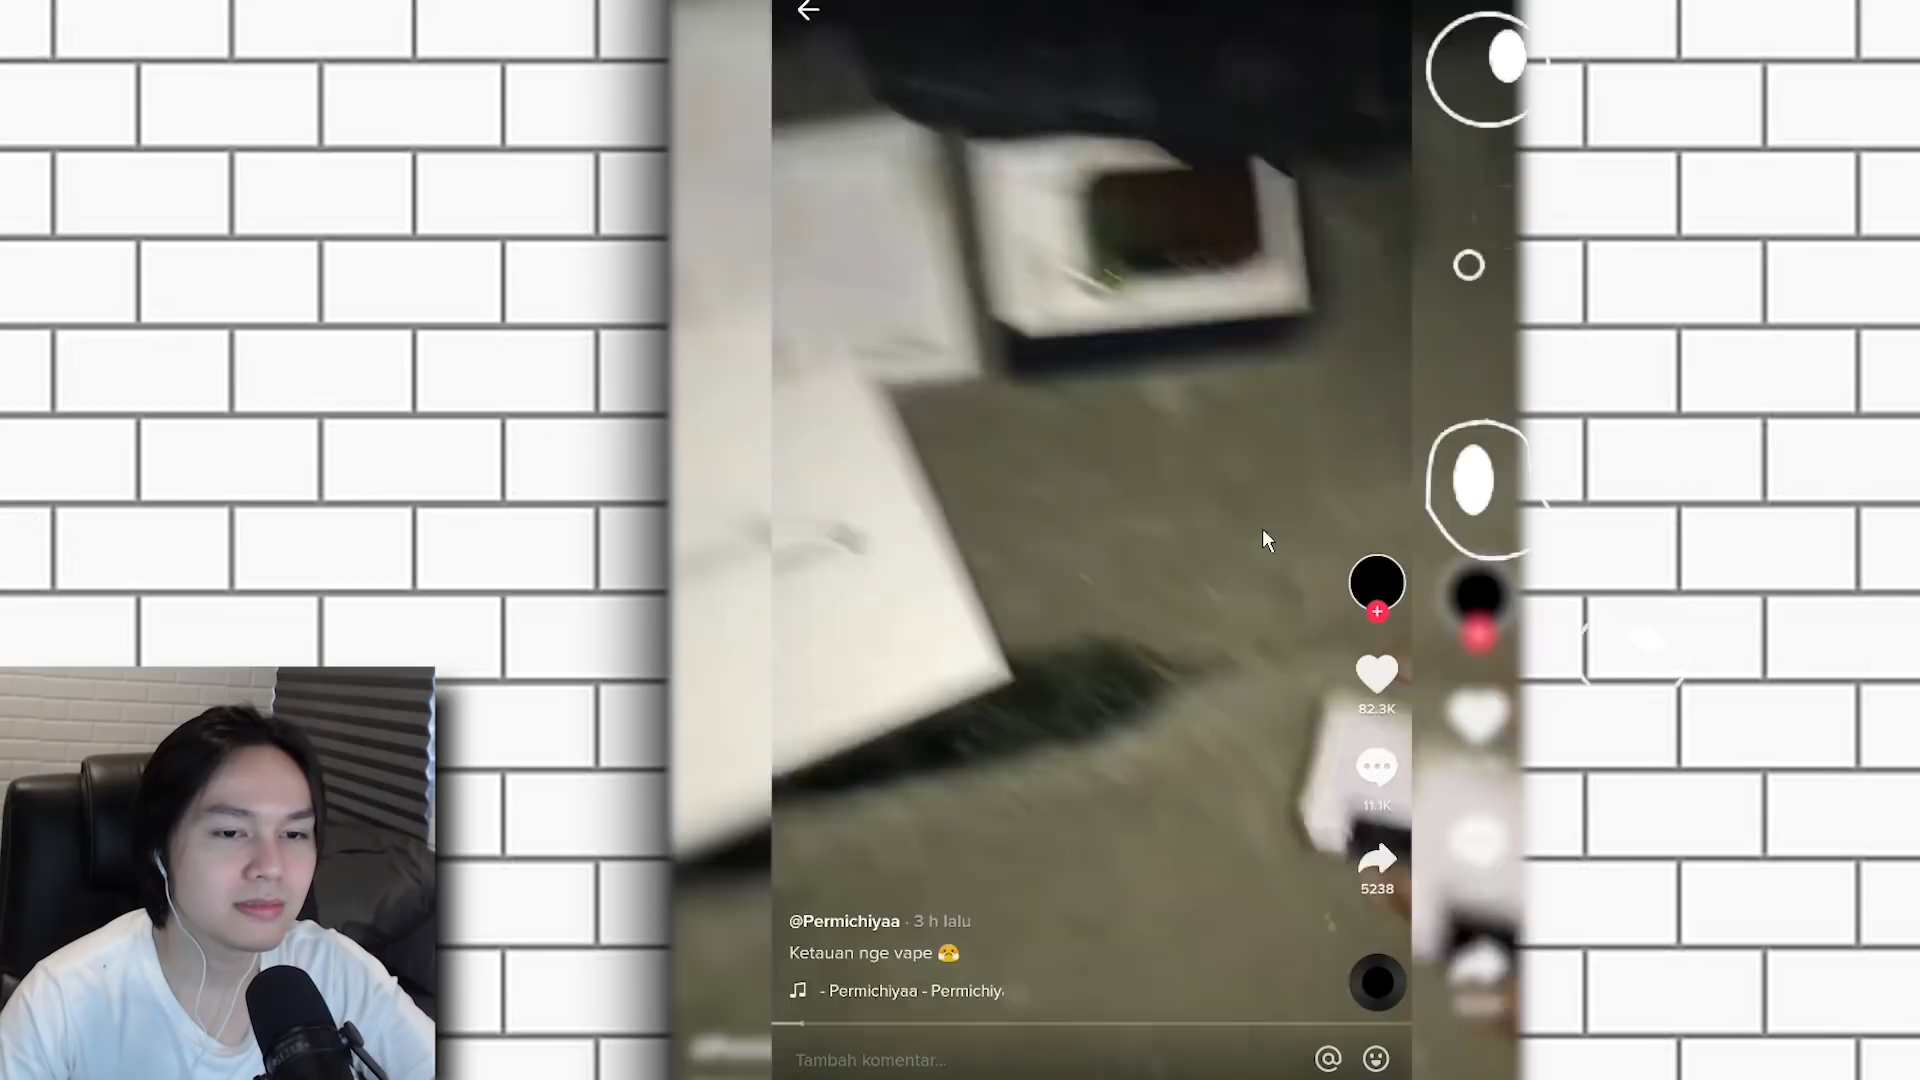 82.3K
11.1K
5238
@Permichiyaa · 3 h lalu
Ketauan nge vape 😤
- Permichiyaa - Permichiy
Tambah komentar...